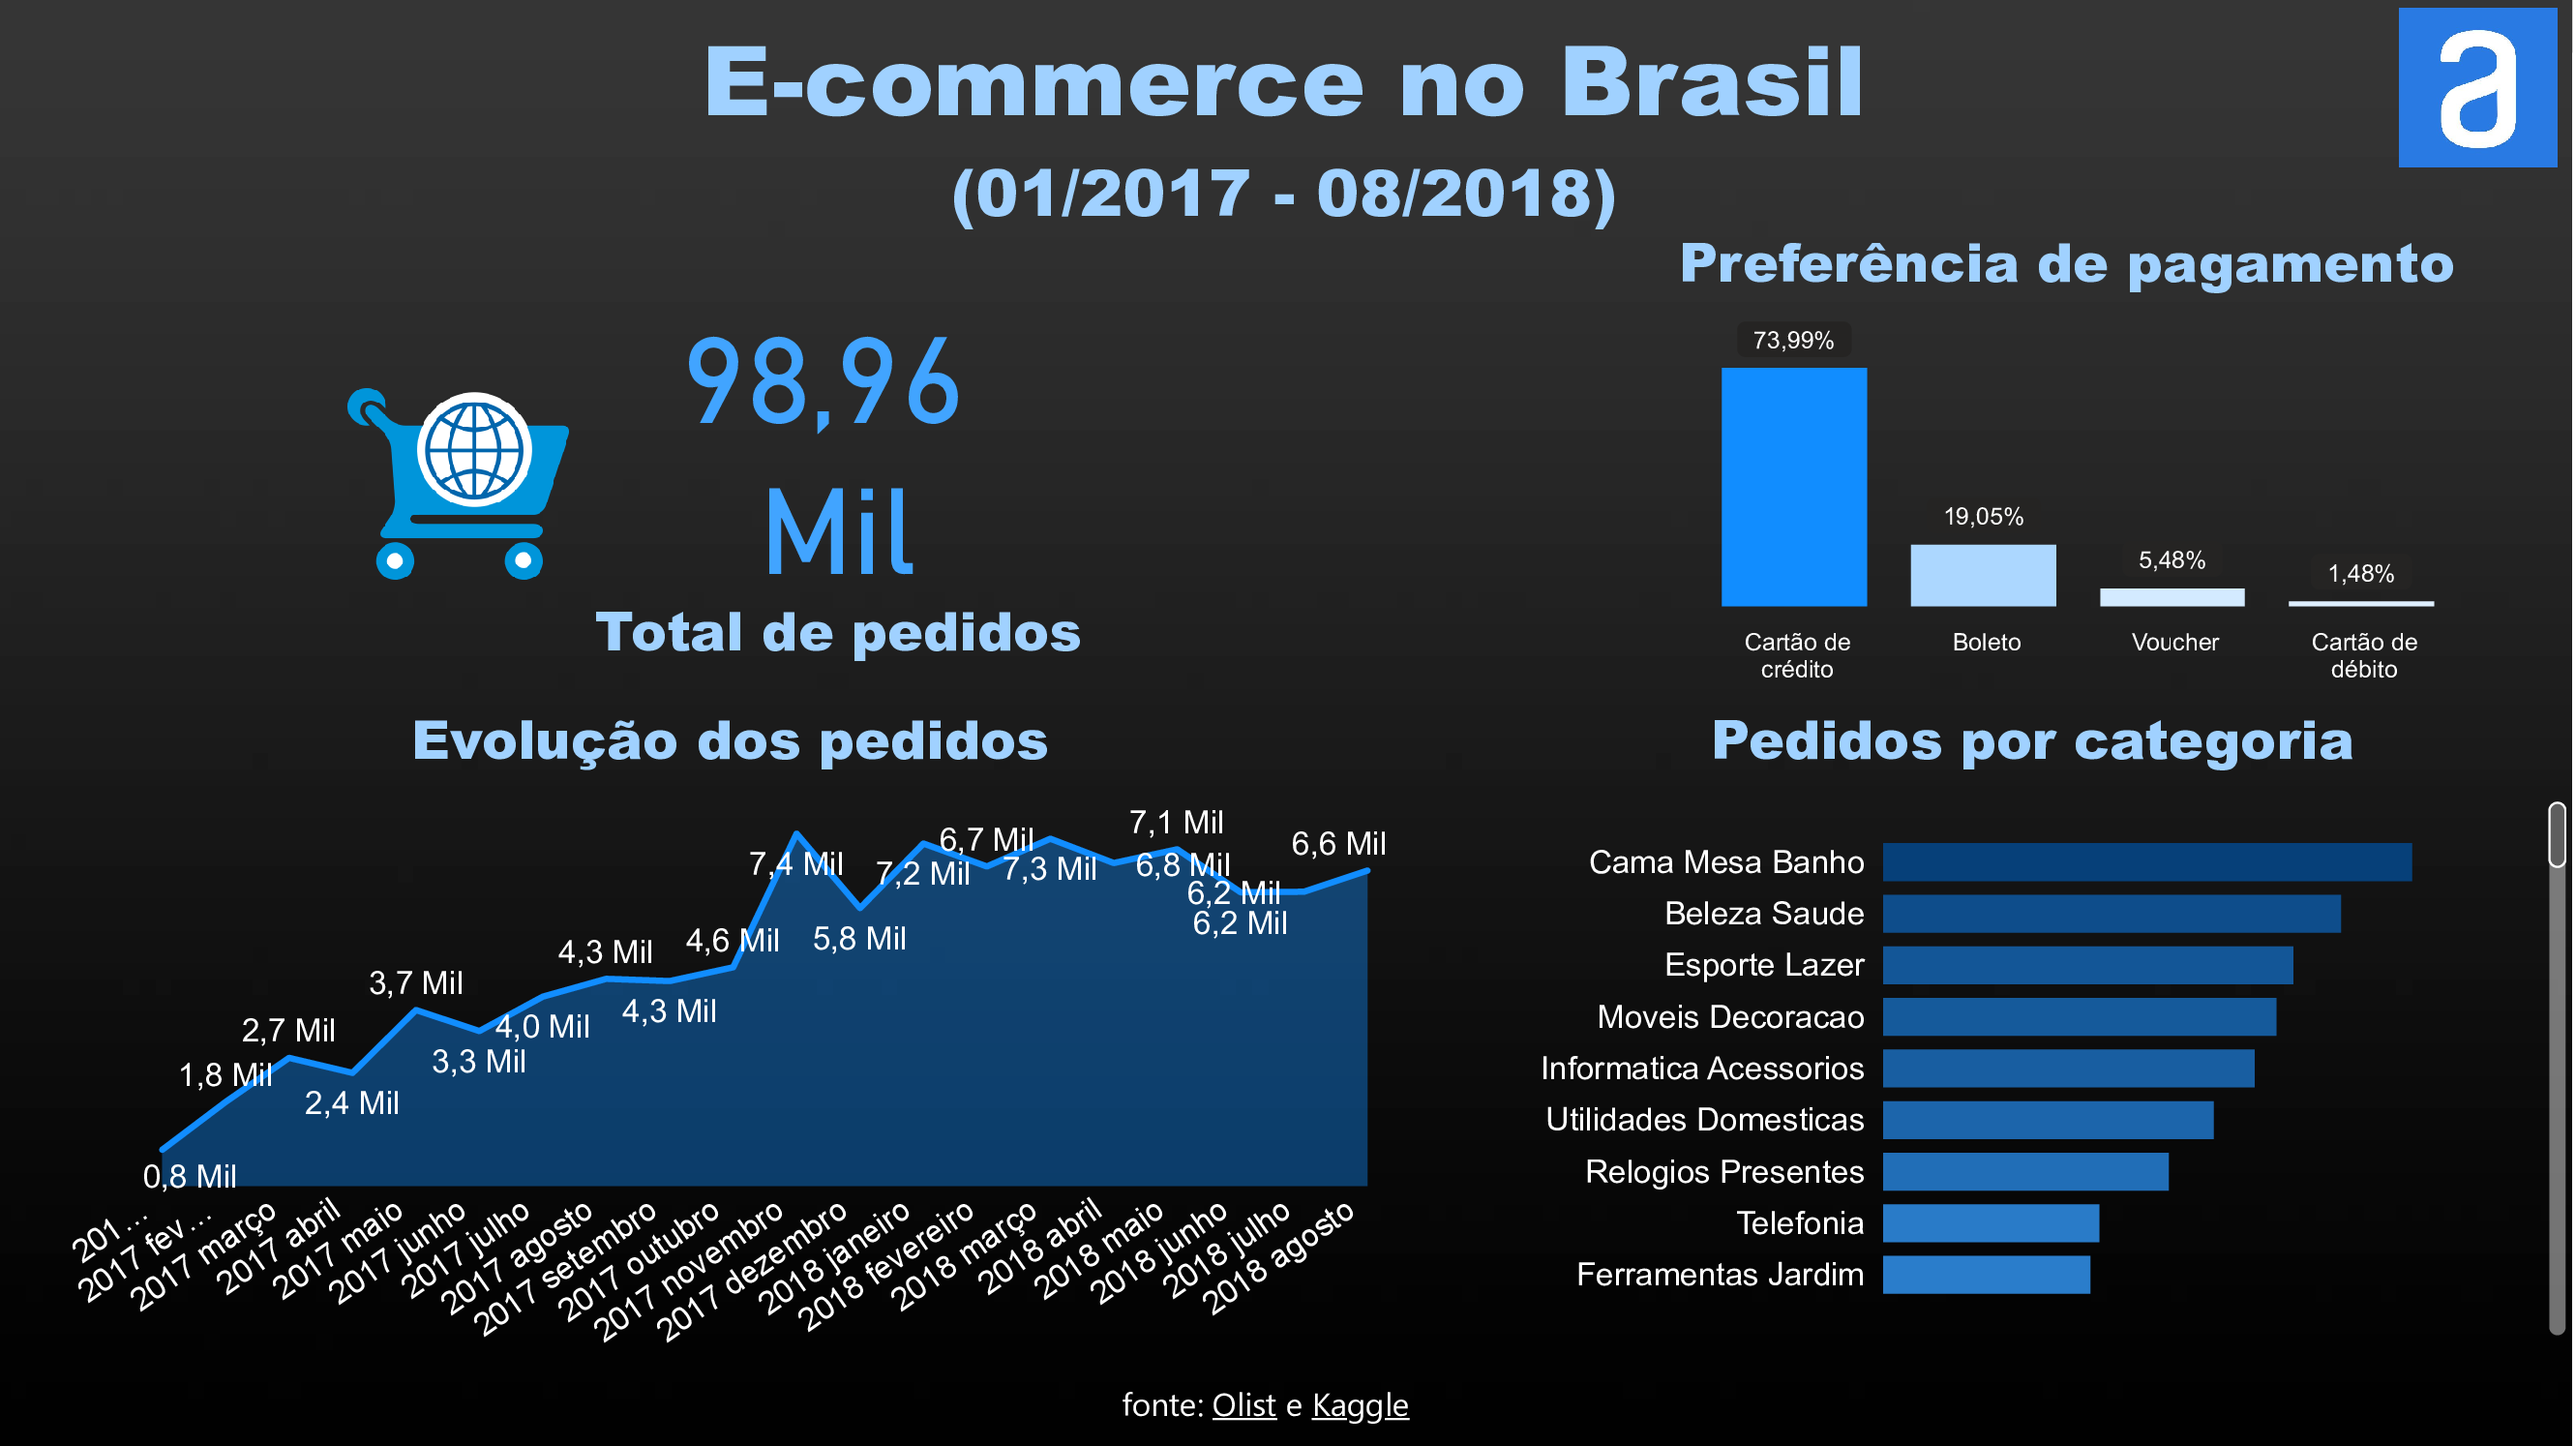 E-commerce no Brasil
(01/2017 - 08/2018)
a
98,96
Mil
Total de pedidos
Preferência de pagamento
73,99%
19,05%
5,48%
1,48%
Cartão de
crédito
Boleto
Voucher
Cartão de
débito
Evolução dos pedidos
0,8 Mil
1,8 Mil
2,7 Mil
2,4 Mil
3,7 Mil
3,3 Mil
4,0 Mil
4,3 Mil
4,3 Mil
4,6 Mil
7,4 Mil
5,8 Mil
7,2 Mil
6,7 Mil
7,3 Mil
6,8 Mil
7,1 Mil
6,2 Mil
6,2 Mil
6,6 Mil
201...
2017 fev...
2017 março
2017 abril
2017 maio
2017 junho
2017 julho
2017 agosto
2017 setembro
2017 outubro
2017 novembro
2017 dezembro
2018 janeiro
2018 fevereiro
2018 março
2018 abril
2018 maio
2018 junho
2018 julho
2018 agosto
Pedidos por categoria
Cama Mesa Banho
Beleza Saude
Esporte Lazer
Moveis Decoracao
Informatica Acessorios
Utilidades Domesticas
Relogios Presentes
Telefonia
Ferramentas Jardim
fonte: Olist e Kaggle